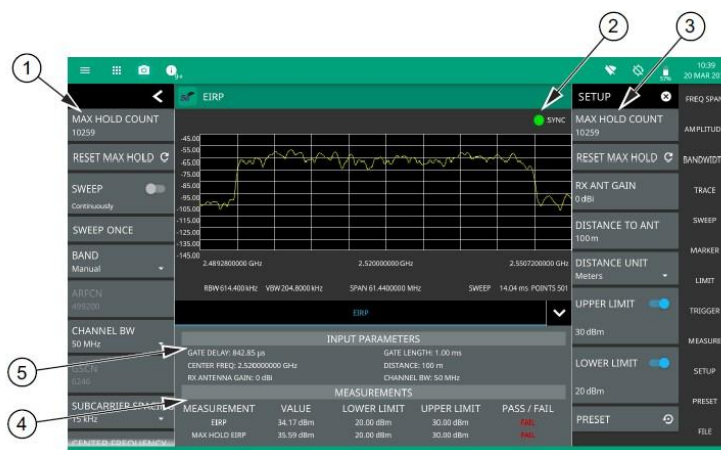 2
3
1
10:39
9+
57%
20 MAR 20
EIRP
SETUP
FREQ SPAN
SYNC
MAX HOLD COUNT
10259
MAX HOLD COUNT
10259
AMPLITUD
-45.00
-55.00
-65.00
-75.00
-85.00
-95.00
-105.00
-115.00
-125.00
-135.00
-145.00
RESET MAX HOLD
RESET MAX HOLD
BANDWIDT
SWEEP
Continuously
RX ANT GAIN
0 dBi
TRACE
SWEEP ONCE
DISTANCE TO ANT
100 m
SWEEP
BAND
Manual
DISTANCE UNIT
Meters
MARKER
2.4892800000 GHz 2.520000000 GHz 2.5507200000 GHz
LIMIT
ARFCN
499200
RBW 614.400 kHz VBW 204.8000 kHz SPAN 61.4400000 MHz SWEEP 14.04 ms POINTS 501
UPPER LIMIT
30 dBm
TRIGGER
EIRP
CHANNEL BW
50 MHz
MEASURE
INPUT PARAMETERS
5
GATE DELAY: 842.85 µs GATE LENGTH: 1.00 ms
CENTER FREQ: 2.520000000 GHz DISTANCE: 100 m
RX ANTENNA GAIN: 0 dBi CHANNEL BW: 50 MHz
GSCN
6246
LOWER LIMIT
20 dBm
SETUP
MEASUREMENTS
4
SUBCARRIER SPACIN
15 kHz
MEASUREMENT VALUE LOWER LIMIT UPPER LIMIT PASS / FAIL
EIRP 34.17 dBm 20.00 dBm 30.00 dBm FAIL
MAX HOLD EIRP 35.59 dBm 20.00 dBm 30.00 dBm FAIL
PRESET
PRESET
CENTER FREQUENCY
FILE